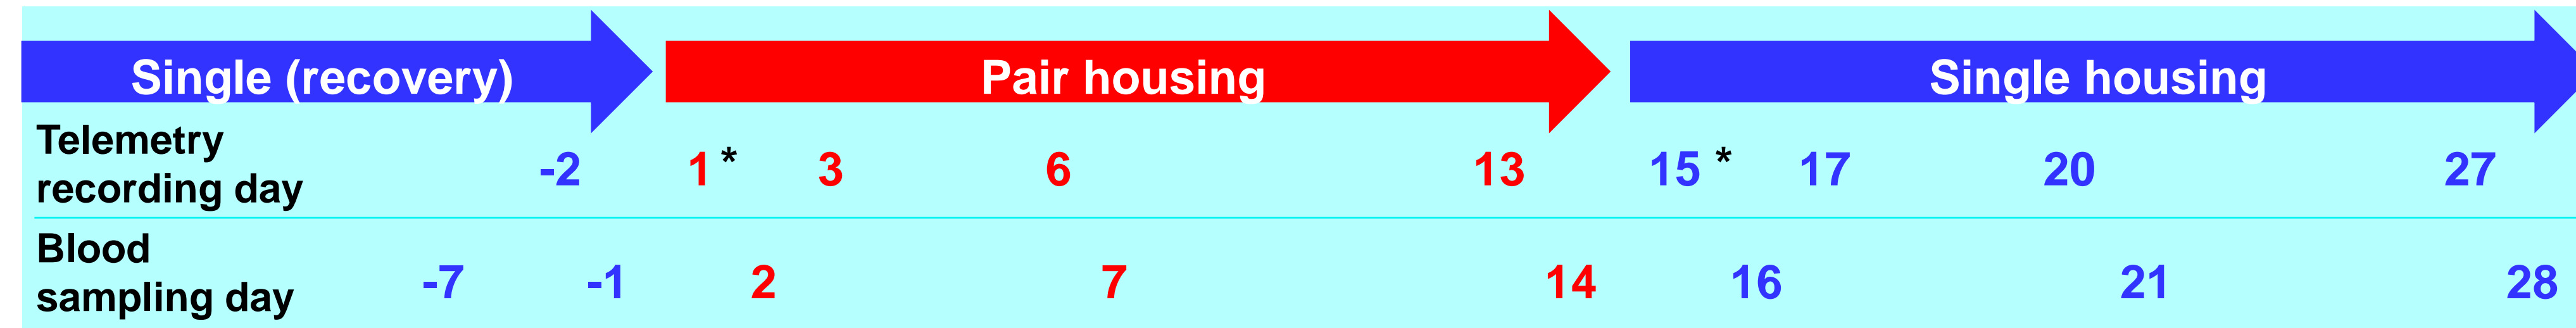 Single (recovery) Pair housing Single housing
Telemetry
recording day -2 1 * 3 6 13 15 * 17 20 27
Blood
sampling day -7 -1 2 7 14 16 21 28